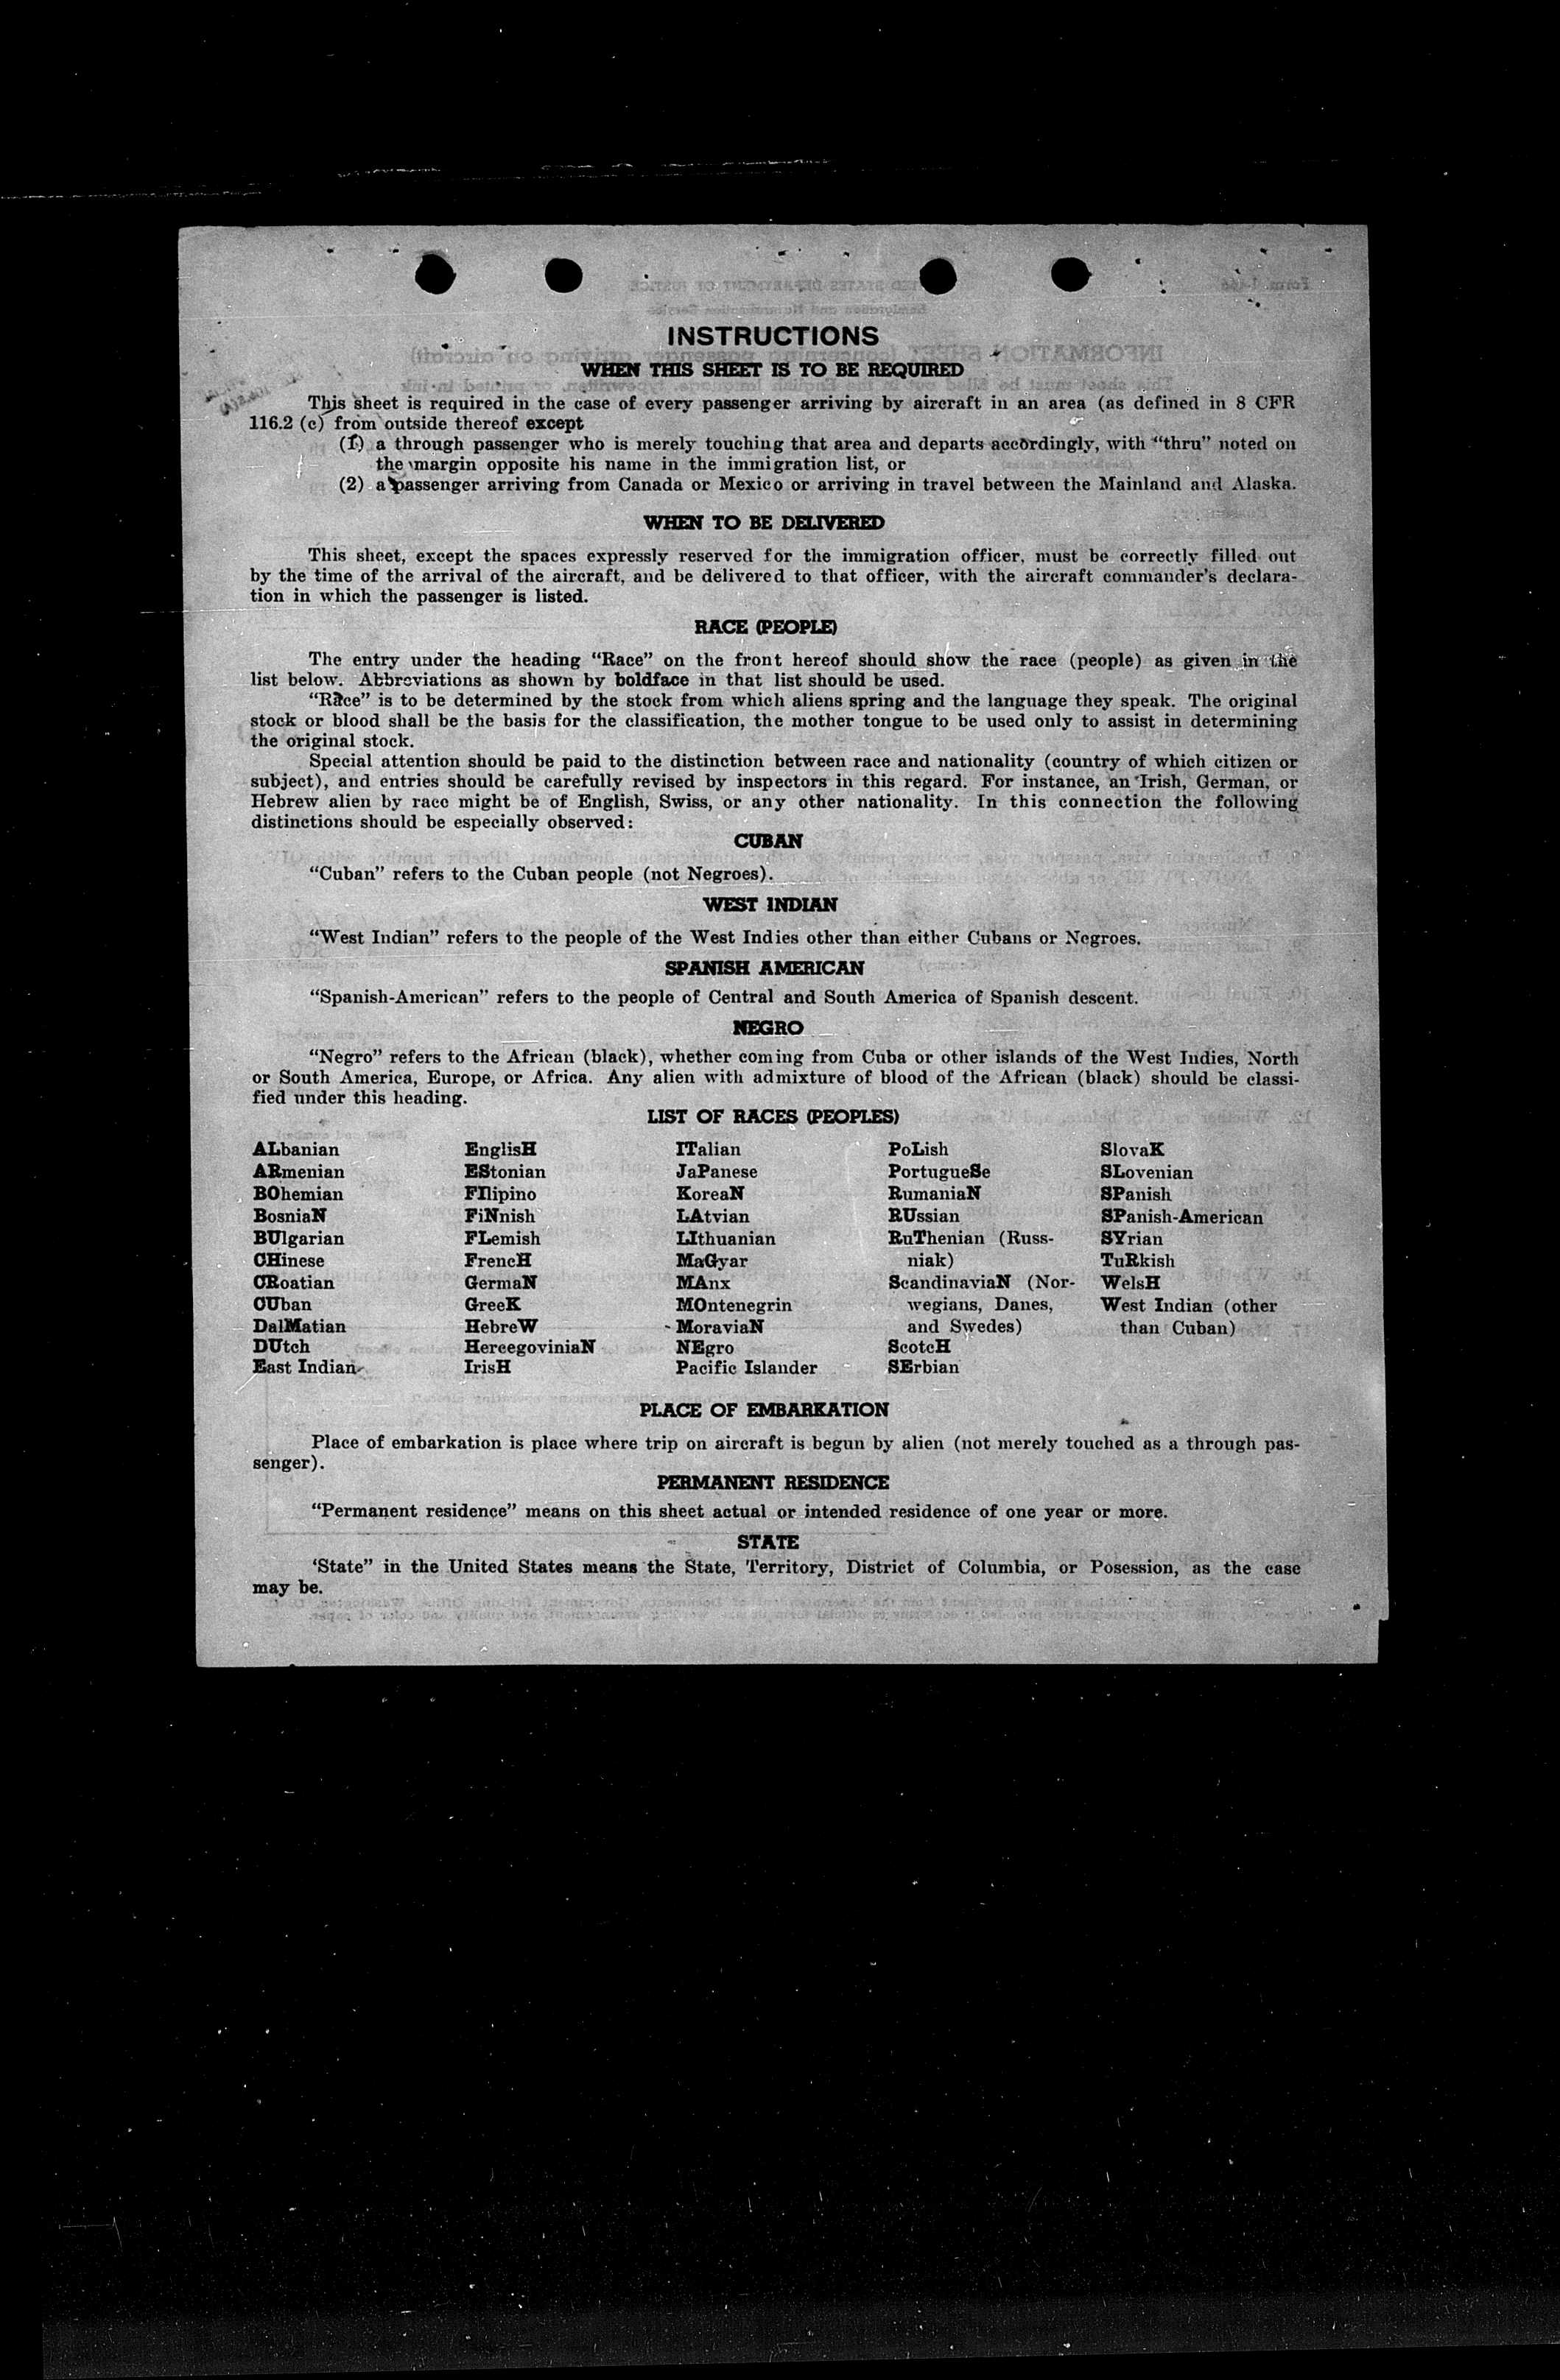 INSTRUCTIONS
WHEN THIS SHEET IS TO BE REQUIRED
This sheet is required in the case of every passenger arriving by aircraft in an area (as defined in 8 CFR
116.2 (c) from outside thereof except
(1) a through passenger who is merely touching that area and departs accordingly, with “thru” noted on
the margin opposite his name in the immigration list, or
(2) a passenger arriving from Canada or Mexico or arriving in travel between the Mainland and Alaska.
WHEN TO BE DELIVERED
This sheet, except the spaces expressly reserved for the immigration officer, must be correctly filled out
by the time of the arrival of the aircraft, and be delivered to that officer, with the aircraft commander's declara-
tion in which the passenger is listed.
RACE (PEOPLE)
The entry under the heading “Race” on the front hereof should show the race (people) as given in the
list below. Abbreviations as shown by boldface in that list should be used.
“Race” is to be determined by the stock from which aliens spring and the language they speak. The original
stock or blood shall be the basis for the classification, the mother tongue to be used only to assist in determining
the original stock.
Special attention should be paid to the distinction between race and nationality (country of which citizen or
subject), and entries should be carefully revised by inspectors in this regard. For instance, an Irish, German, or
Hebrew alien by race might be of English, Swiss, or any other nationality. In this connection the following
distinctions should be especially observed:
CUBAN
“Cuban” refers to the Cuban people (not Negroes).
WEST INDIAN
“West Indian” refers to the people of the West Indies other than either Cubans or Negroes.
SPANISH AMERICAN
“Spanish-American” refers to the people of Central and South America of Spanish descent.
NEGRO
“Negro” refers to the African (black), whether coming from Cuba or other islands of the West Indies, North
or South America, Europe, or Africa. Any alien with admixture of blood of the African (black) should be classi-
fied under this heading.
LIST OF RACES (PEOPLES)
ALbanian
ARmenian
BOhemian
BosniaN
BUlgarian
CHinese
CRoatian
CUban
DalMatian
DUtch
East Indian
EnglisH
EStonian
FIlipino
FiNnish
FLemish
FrencH
GermaN
GreeK
HebreW
HercegoviniaN
IrisH
ITalian
JaPanese
KoreaN
LAtvian
LIthuanian
MaGyar
MAnx
MOntenegrin
MoraviaN
NEgro
Pacific Islander
PoLish
PortugueSe
RumaniaN
RUssian
RuThenian (Russ-
niak)
ScandinaviaN (Nor-
wegians, Danes,
and Swedes)
ScotcH
SErbian
SlovaK
SLovenian
SPanish
SPanish-American
SYrian
TuRkish
WelsH
West Indian (other
than Cuban)
PLACE OF EMBARKATION
Place of embarkation is place where trip on aircraft is begun by alien (not merely touched as a through pas-
senger).
PERMANENT RESIDENCE
“Permanent residence” means on this sheet actual or intended residence of one year or more.
STATE
‘State” in the United States means the State, Territory, District of Columbia, or Posession, as the case
may be.